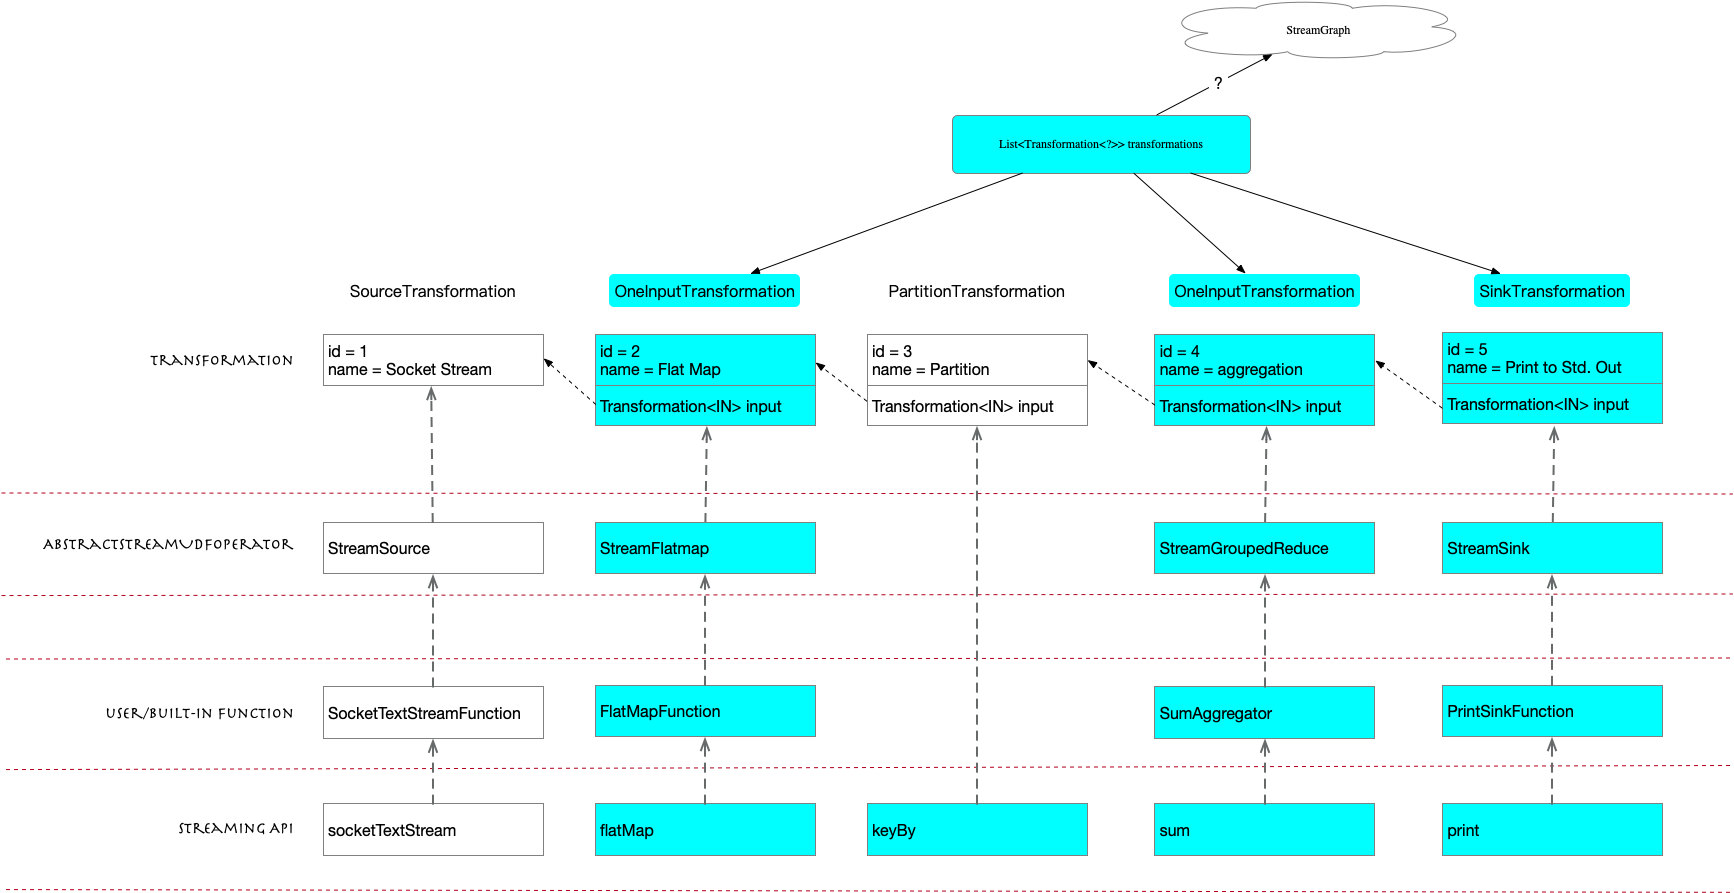 StreamGraph
?
List<Transformation<?>> transformations
SourceTransformation
OneInputTransformation
PartitionTransformation
OneInputTransformation
SinkTransformation
TRANSFORMATION
id = 1
name = Socket Stream
id = 2
name = Flat Map
Transformation<IN> input
id = 3
name = Partition
Transformation<IN> input
id = 4
name = aggregation
Transformation<IN> input
id = 5
name = Print to Std. Out
Transformation<IN> input
ABSTRACTSTREAMUDFOPERATOR
StreamSource
StreamFlatmap
StreamGroupedReduce
StreamSink
USER/BUILT-IN FUNCTION
SocketTextStreamFunction
FlatMapFunction
SumAggregator
PrintSinkFunction
STREAMING API
socketTextStream
flatMap
keyBy
sum
print